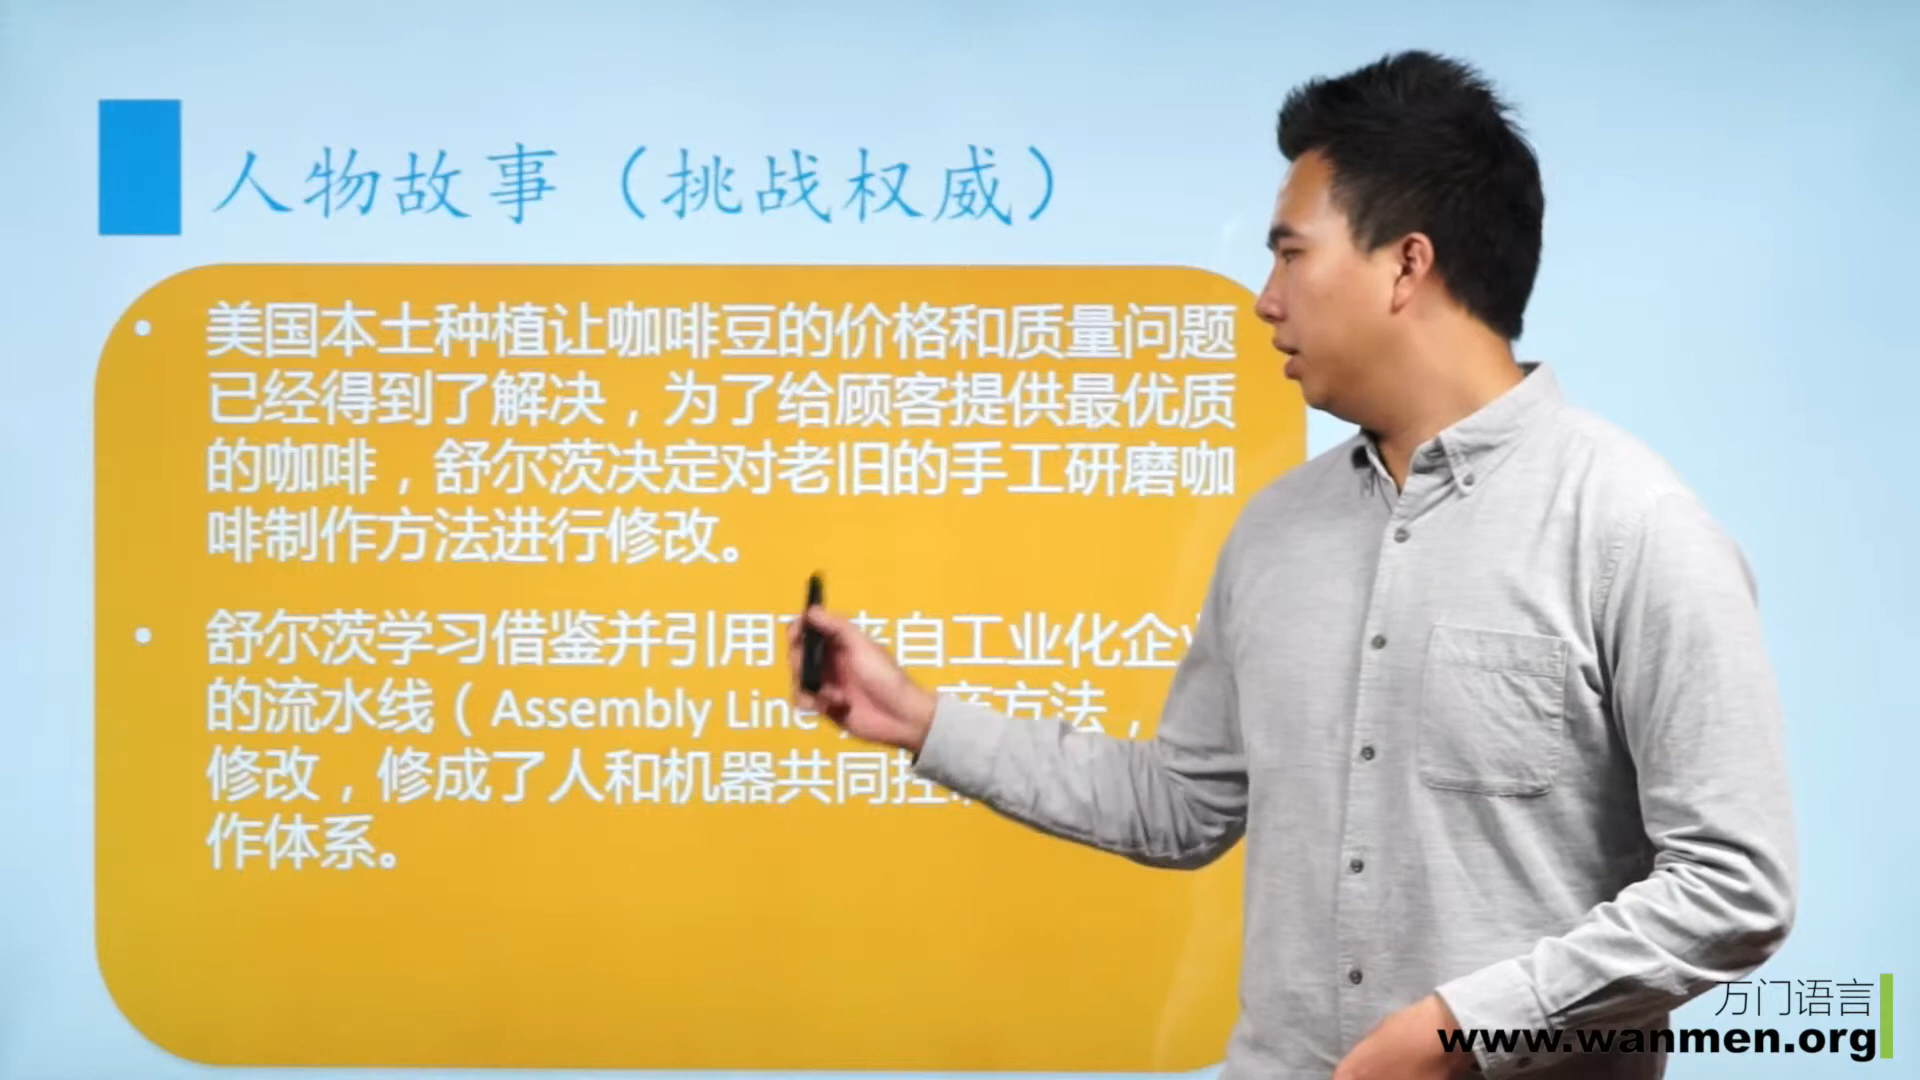 人物故事（挑战权威）
• 美国本土种植让咖啡豆的价格和质量问题
已经得到了解决，为了给顾客提供最优质
的咖啡，舒尔茨决定对老旧的手工研磨咖
啡制作方法进行修改。
• 舒尔茨学习借鉴并引用 来自工业化企业
的流水线（Assembly Line 产方法，
修改，修成了人和机器共同控
作体系。
万门语言
www.wanmen.org